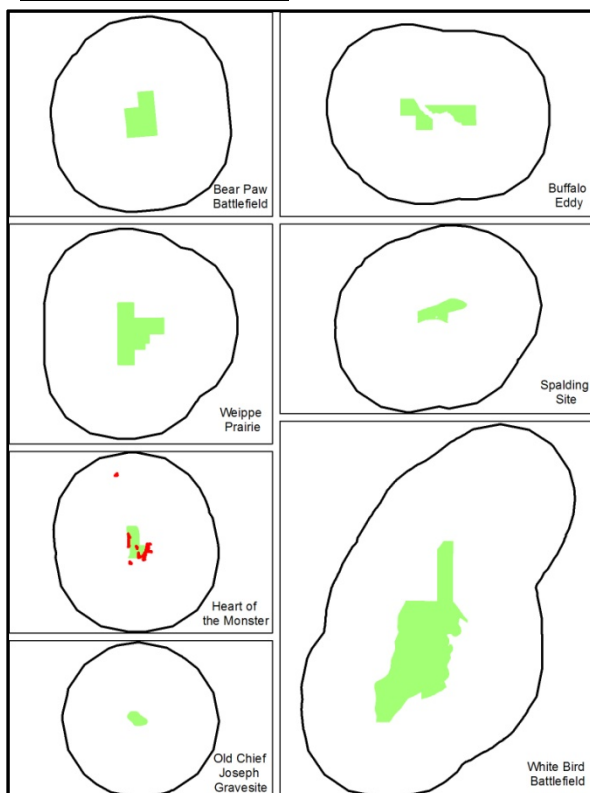 Bear Paw
Battlefield
Buffalo
Eddy
Weippe
Prairie
Spalding
Site
Heart of
the Monster
Old Chief
Joseph
Gravesite
White Bird
Battlefield